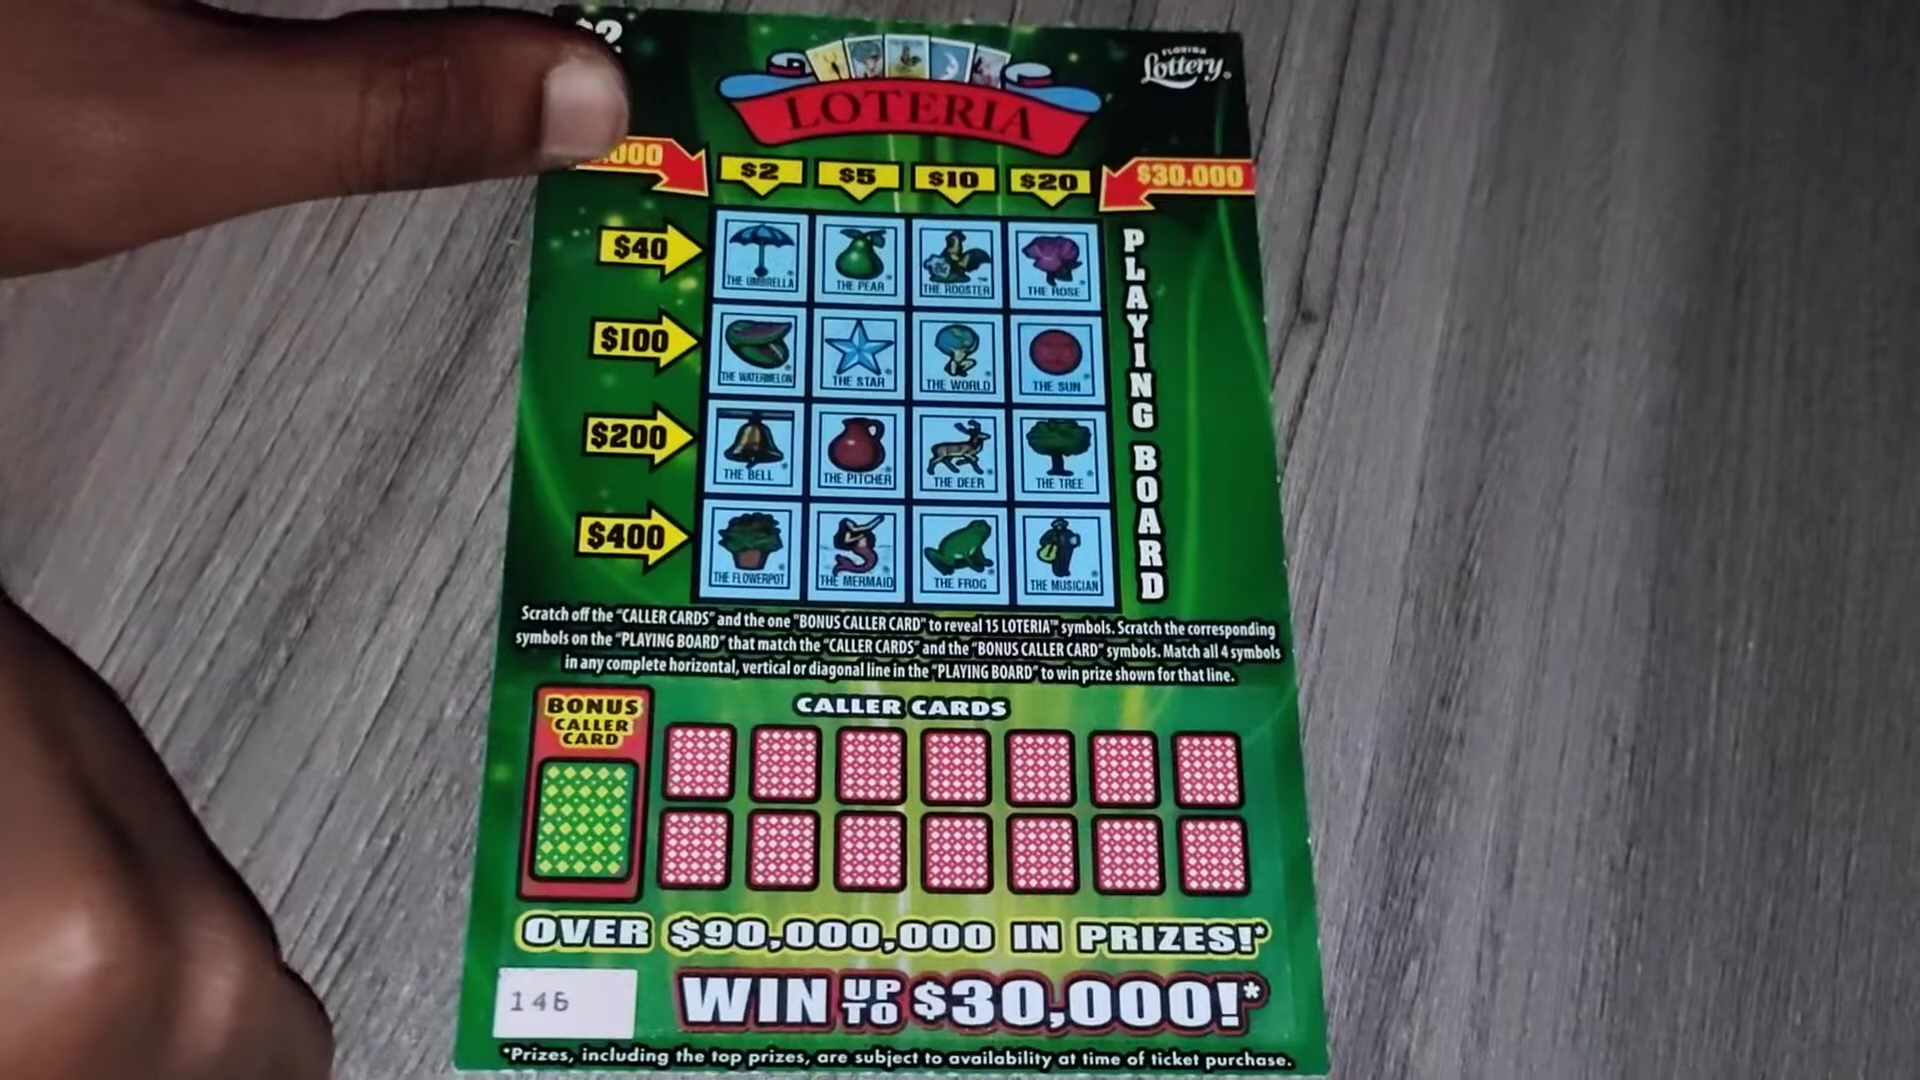 $2
FLORIDA
Lottery
LOTERIA
,000 $2 $5 $10 $20 $30,000
$40
THE UMBRELLA THE PEAR THE ROOSTER THE ROSE
$100
THE WATERMELON THE STAR THE WORLD THE SUN
$200
THE BELL THE PITCHER THE DEER THE TREE
$400
THE FLOWERPOT THE MERMAID THE FROG THE MUSICIAN
PLAYING BOARD
Scratch off the "CALLER CARDS" and the one "BONUS CALLER CARD" to reveal 15 LOTERIA™ symbols. Scratch the corresponding
symbols on the "PLAYING BOARD" that match the "CALLER CARDS" and the "BONUS CALLER CARD" symbols. Match all 4 symbols
in any complete horizontal, vertical or diagonal line in the "PLAYING BOARD" to win prize shown for that line.
BONUS
CALLER
CARD
CALLER CARDS
OVER $90,000,000 IN PRIZES!*
146
WIN UP TO $30,000!*
*Prizes, including the top prizes, are subject to availability at time of ticket purchase.